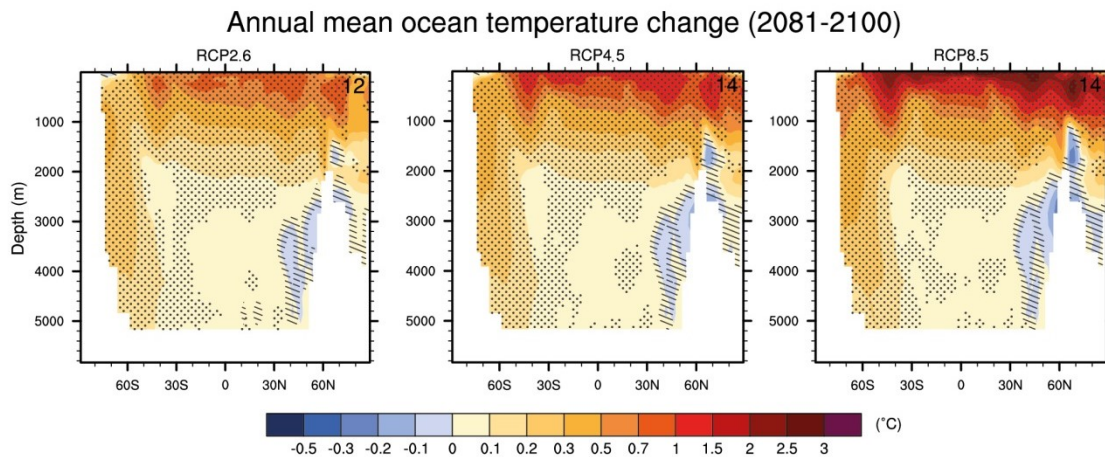 Annual mean ocean temperature change (2081-2100)
RCP2.6 RCP4.5 RCP8.5
12 14 14
1000 1000 1000
2000 2000 2000
Depth (m)
3000 3000 3000
4000 4000 4000
5000 5000 5000
60S 30S 0 30N 60N 60S 30S 0 30N 60N 60S 30S 0 30N 60N
(°C)
-0.5 -0.3 -0.2 -0.1 0 0.1 0.2 0.3 0.5 0.7 1 1.5 2 2.5 3